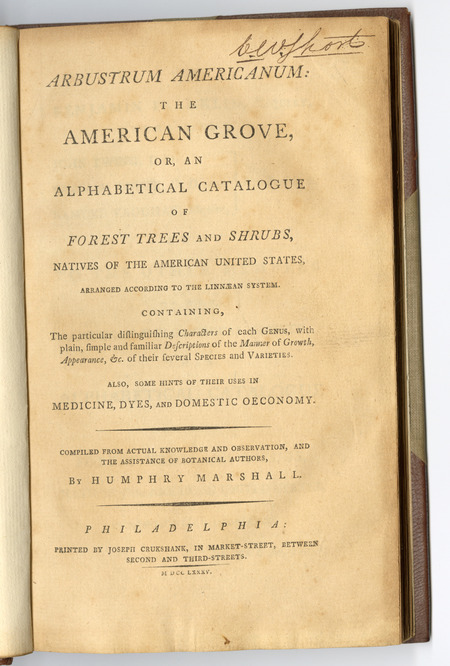 C W Short
ARBUSTRUM AMERICANUM:
THE
AMERICAN GROVE,
OR, AN
ALPHABETICAL CATALOGUE
OF
FOREST TREES AND SHRUBS,
NATIVES OF THE AMERICAN UNITED STATES,
ARRANGED ACCORDING TO THE LINNÆAN SYSTEM.
CONTAINING,
The particular diſtinguiſhing Characters of each GENUS, with
plain, ſimple and familiar Deſcriptions of the Manner of Growth,
Appearance, &c. of their ſeveral SPECIES and VARIETIES.
ALSO, SOME HINTS OF THEIR USES IN
MEDICINE, DYES, AND DOMESTIC OECONOMY.
COMPILED FROM ACTUAL KNOWLEDGE AND OBSERVATION, AND
THE ASSISTANCE OF BOTANICAL AUTHORS,
BY HUMPHRY MARSHALL.
PHILADELPHIA:
PRINTED BY JOSEPH CRUKSHANK, IN MARKET-STREET, BETWEEN
SECOND AND THIRD-STREETS.
M DCC LXXXV.